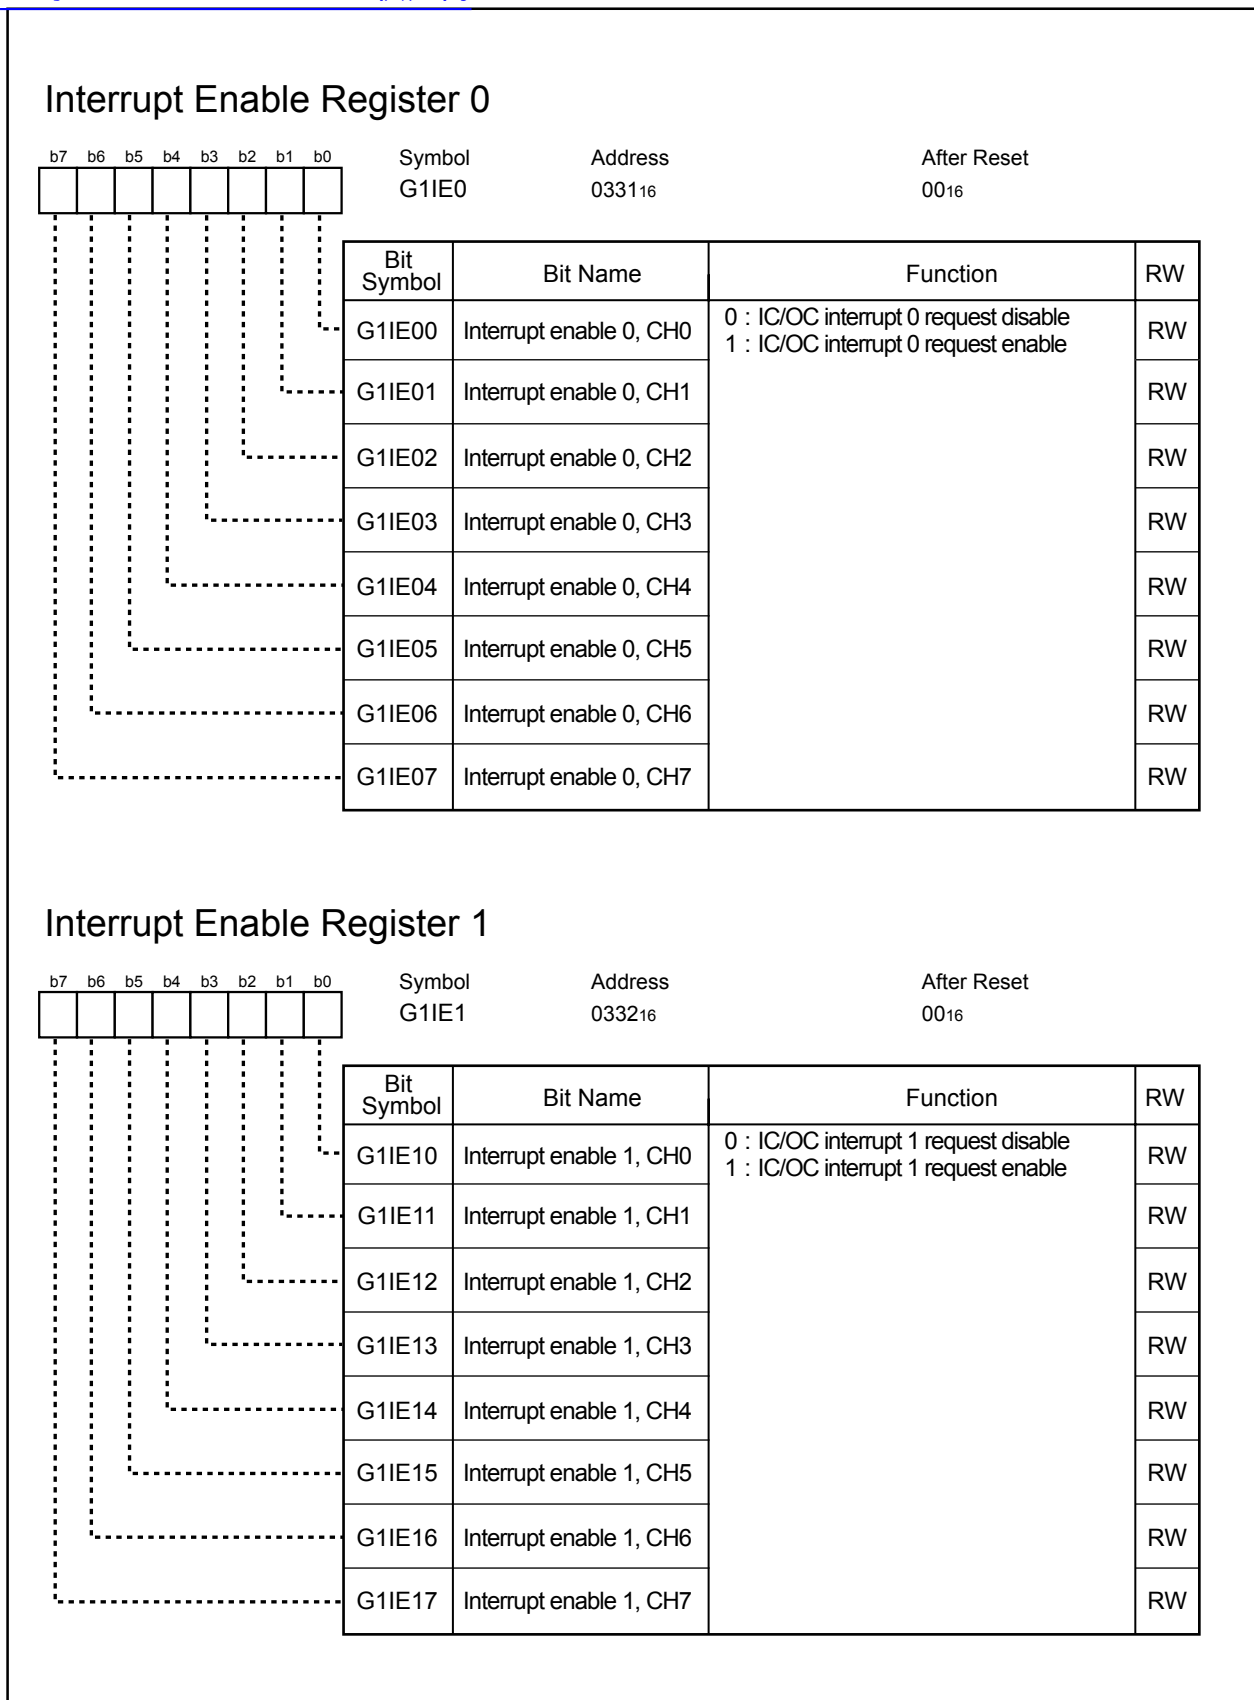 Interrupt Enable Register 0
b7 b6 b5 b4 b3 b2 b1 b0
Symbol Address After Reset
G1IE0 033116 0016
Bit Symbol Bit Name Function RW
G1IE00 Interrupt enable 0, CH0 0 : IC/OC interrupt 0 request disable RW
1 : IC/OC interrupt 0 request enable
G1IE01 Interrupt enable 0, CH1 RW
G1IE02 Interrupt enable 0, CH2 RW
G1IE03 Interrupt enable 0, CH3 RW
G1IE04 Interrupt enable 0, CH4 RW
G1IE05 Interrupt enable 0, CH5 RW
G1IE06 Interrupt enable 0, CH6 RW
G1IE07 Interrupt enable 0, CH7 RW
Interrupt Enable Register 1
b7 b6 b5 b4 b3 b2 b1 b0
Symbol Address After Reset
G1IE1 033216 0016
Bit Symbol Bit Name Function RW
G1IE10 Interrupt enable 1, CH0 0 : IC/OC interrupt 1 request disable RW
1 : IC/OC interrupt 1 request enable
G1IE11 Interrupt enable 1, CH1 RW
G1IE12 Interrupt enable 1, CH2 RW
G1IE13 Interrupt enable 1, CH3 RW
G1IE14 Interrupt enable 1, CH4 RW
G1IE15 Interrupt enable 1, CH5 RW
G1IE16 Interrupt enable 1, CH6 RW
G1IE17 Interrupt enable 1, CH7 RW